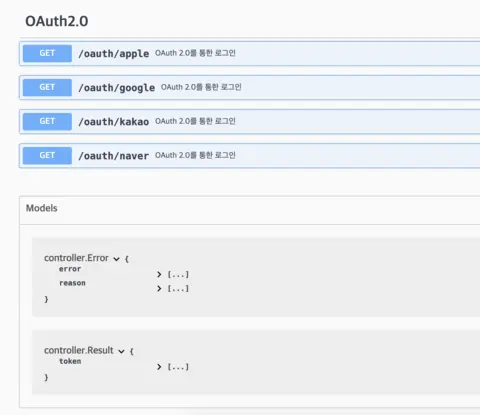 OAuth2.0
GET /oauth/apple OAuth 2.0를 통한 로그인
GET /oauth/google OAuth 2.0를 통한 로그인
GET /oauth/kakao OAuth 2.0를 통한 로그인
GET /oauth/naver OAuth 2.0를 통한 로그인
Models
controller.Error {
error [...]
reason [...]
}
controller.Result {
token [...]
}